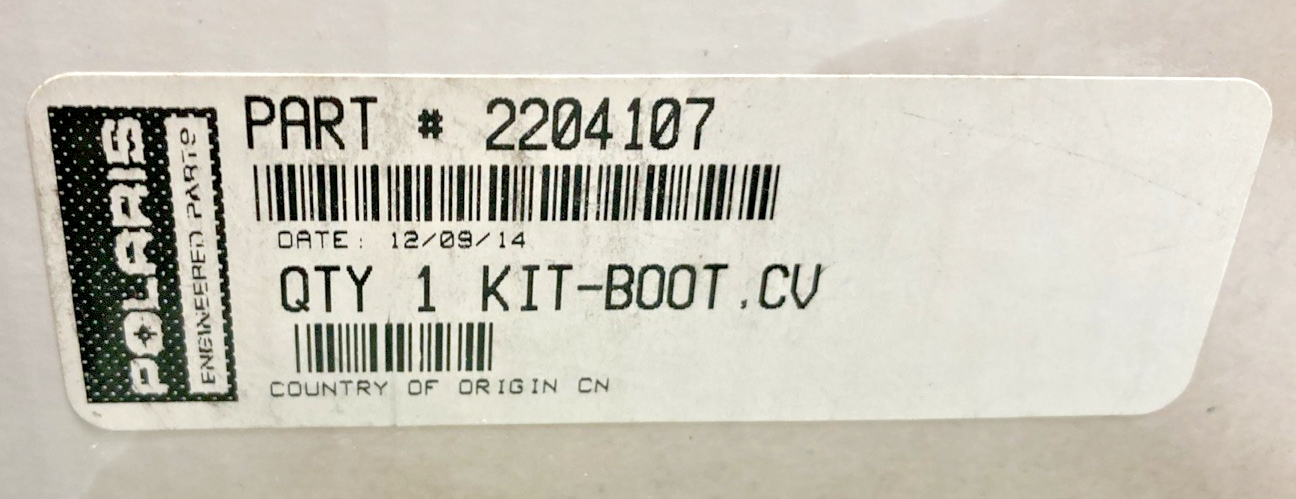 POLARIS
ENGINEERED PARTS
PART # 2204107
DATE: 12/09/14
QTY 1 KIT-BOOT,CV
COUNTRY OF ORIGIN CN